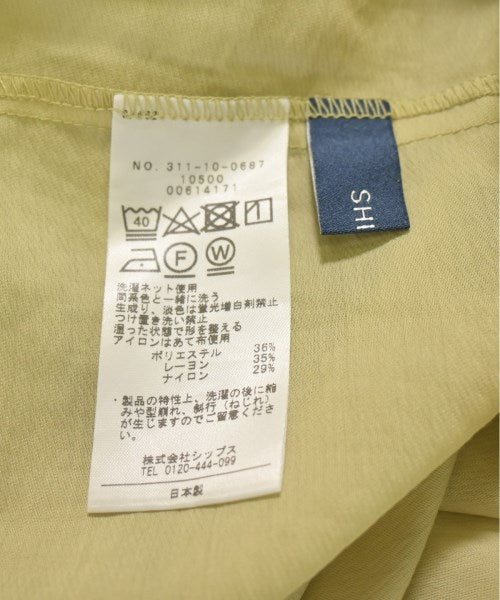 NO. 311-10-0687
10500
00614171
40
F
W
洗濯ネット使用
同系色と一緒に洗う
生成り、淡色は蛍光増白剤禁止
つけ置き洗い禁止
湿った状態で形を整える
アイロンはあて布使用
ポリエステル 36%
レーヨン 35%
ナイロン 29%
・製品の特性上、洗濯の後に縮
みや型崩れ、斜行(ねじれ)
が生じますのでご留意くださ
い。
株式会社シップス
TEL 0120-444-099
日本製
SHI